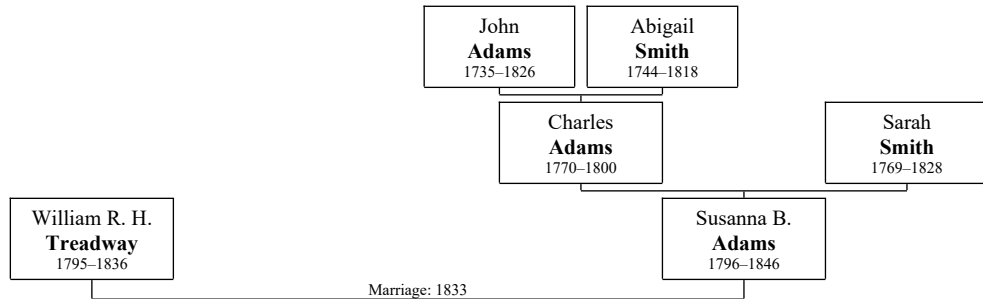 John
Adams
1735–1826
Abigail
Smith
1744–1818
Charles
Adams
1770–1800
Sarah
Smith
1769–1828
William R. H.
Treadway
1795–1836
Susanna B.
Adams
1796–1846
Marriage: 1833